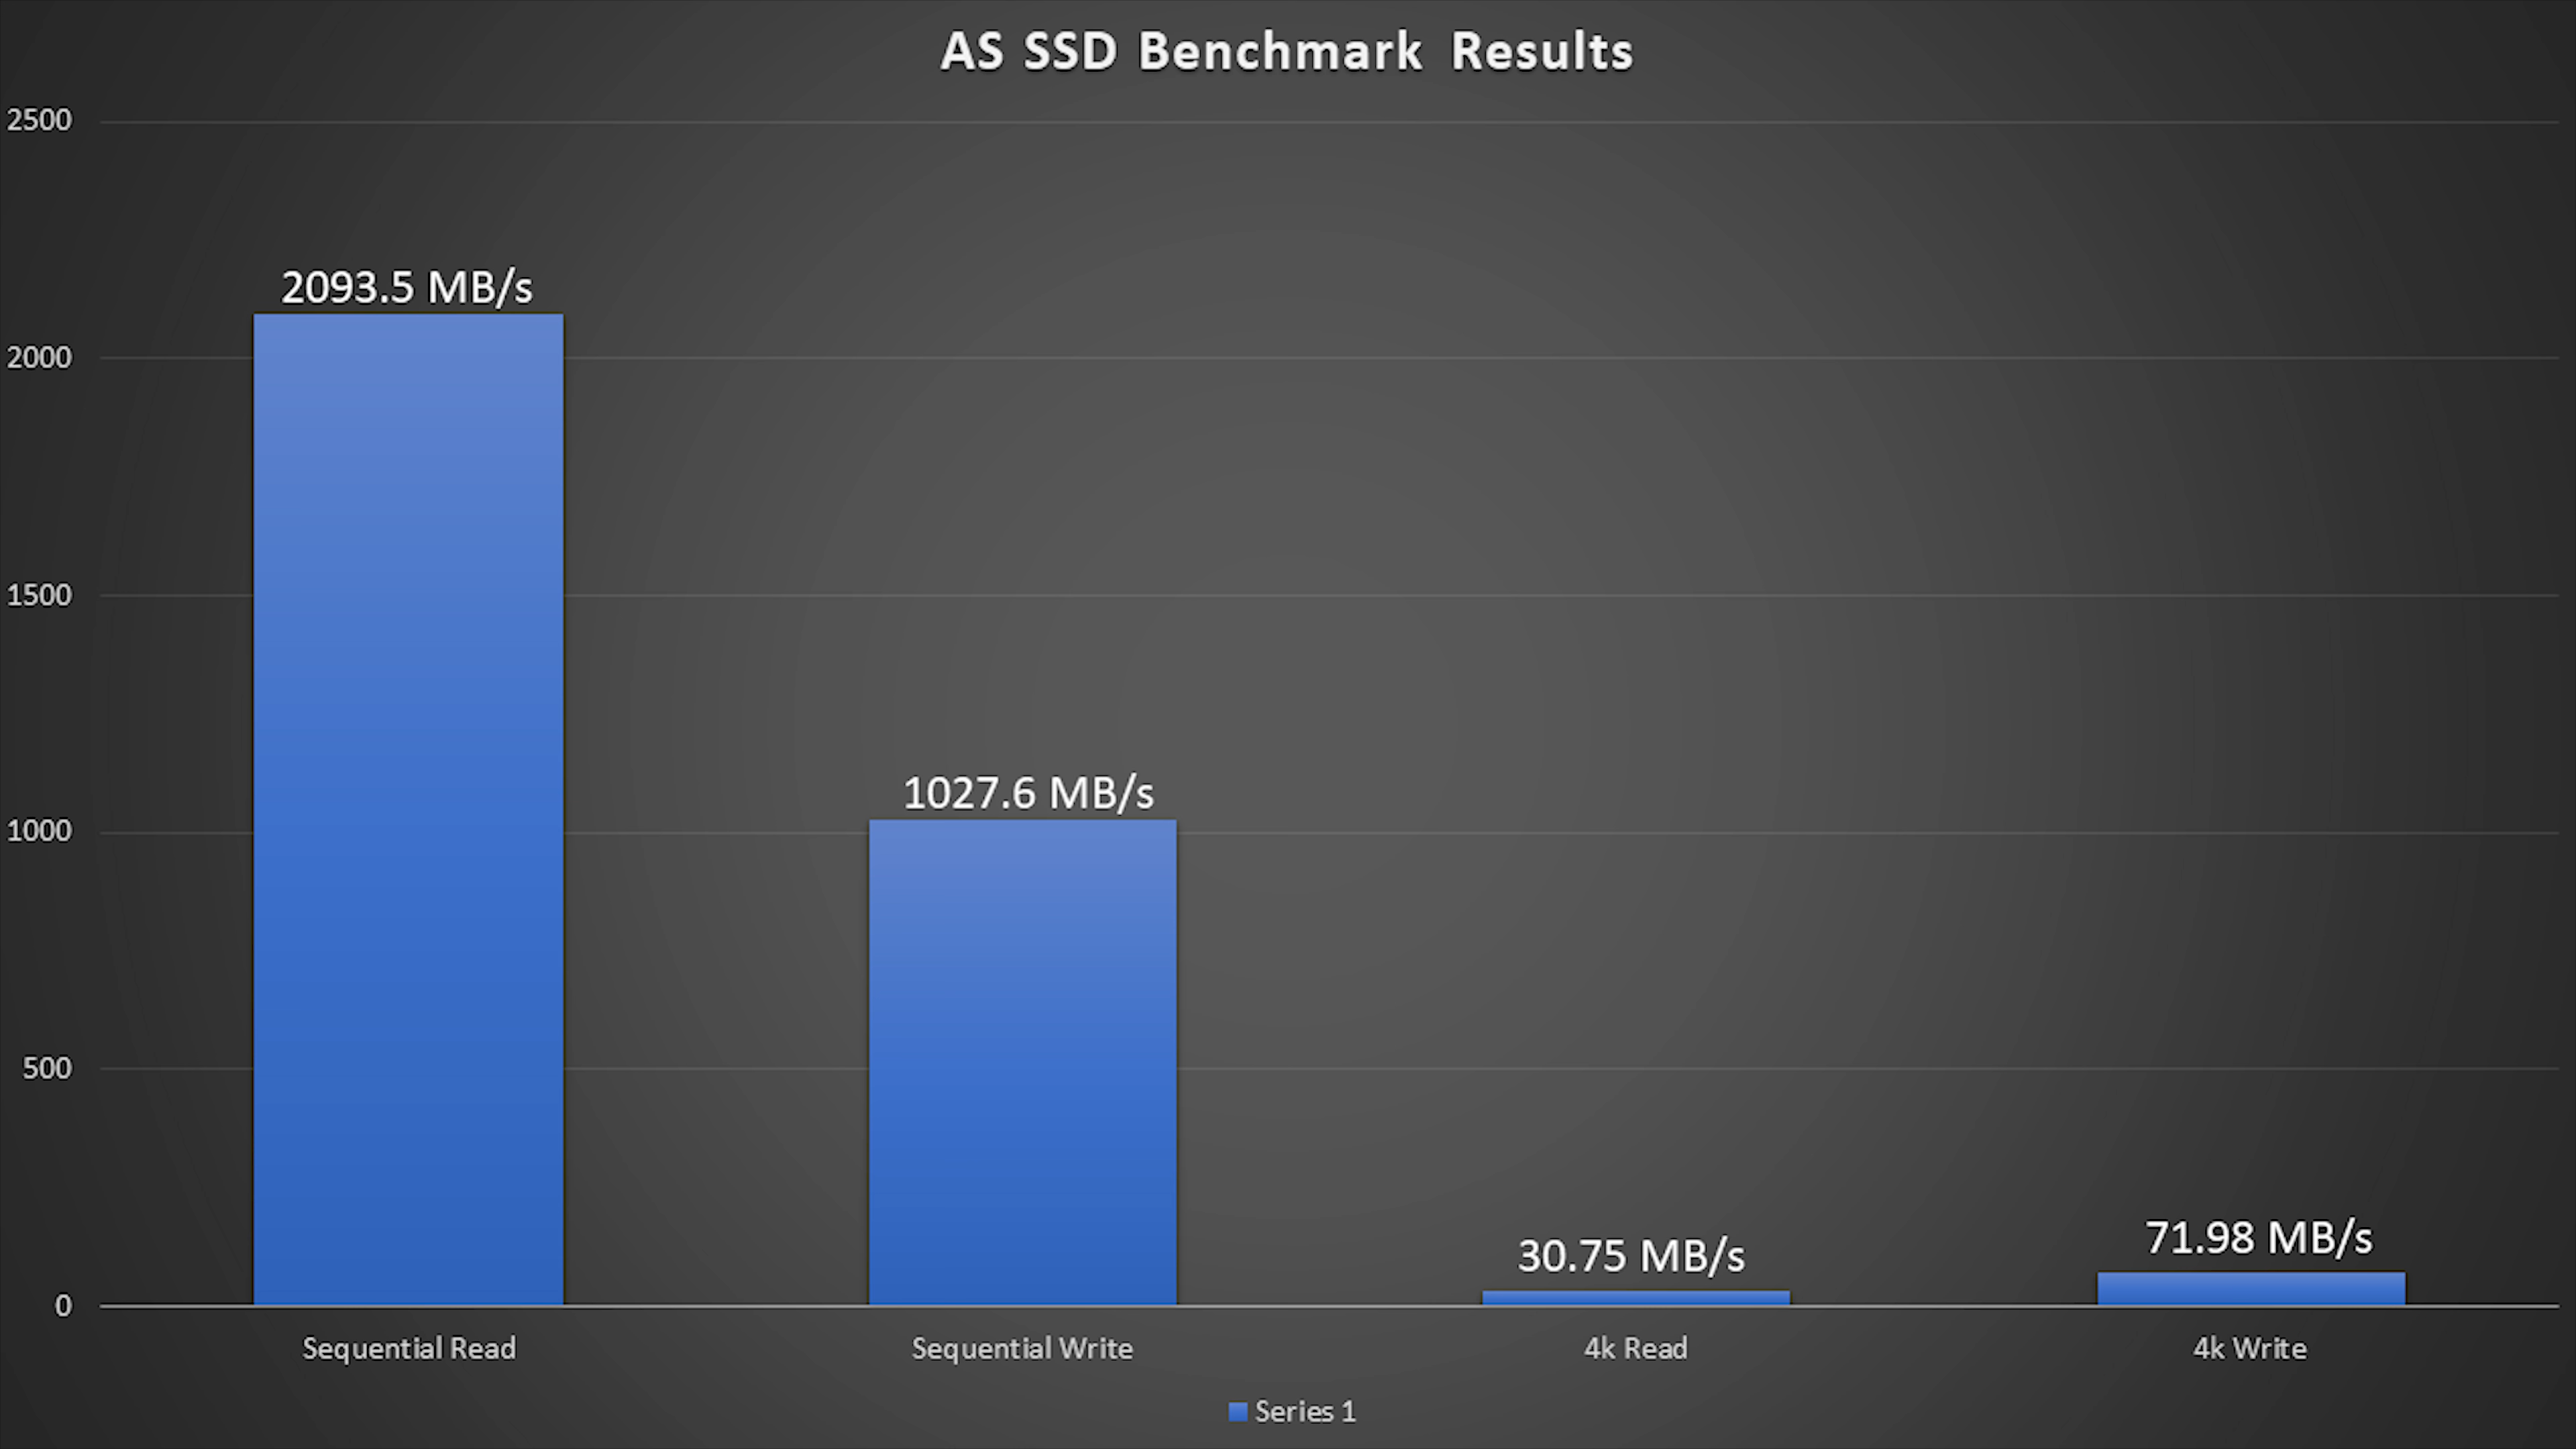 AS SSD Benchmark Results
2500
2000
1500
1000
500
0
2093.5 MB/s
1027.6 MB/s
30.75 MB/s
71.98 MB/s
Sequential Read
Sequential Write
4k Read
4k Write
Series 1